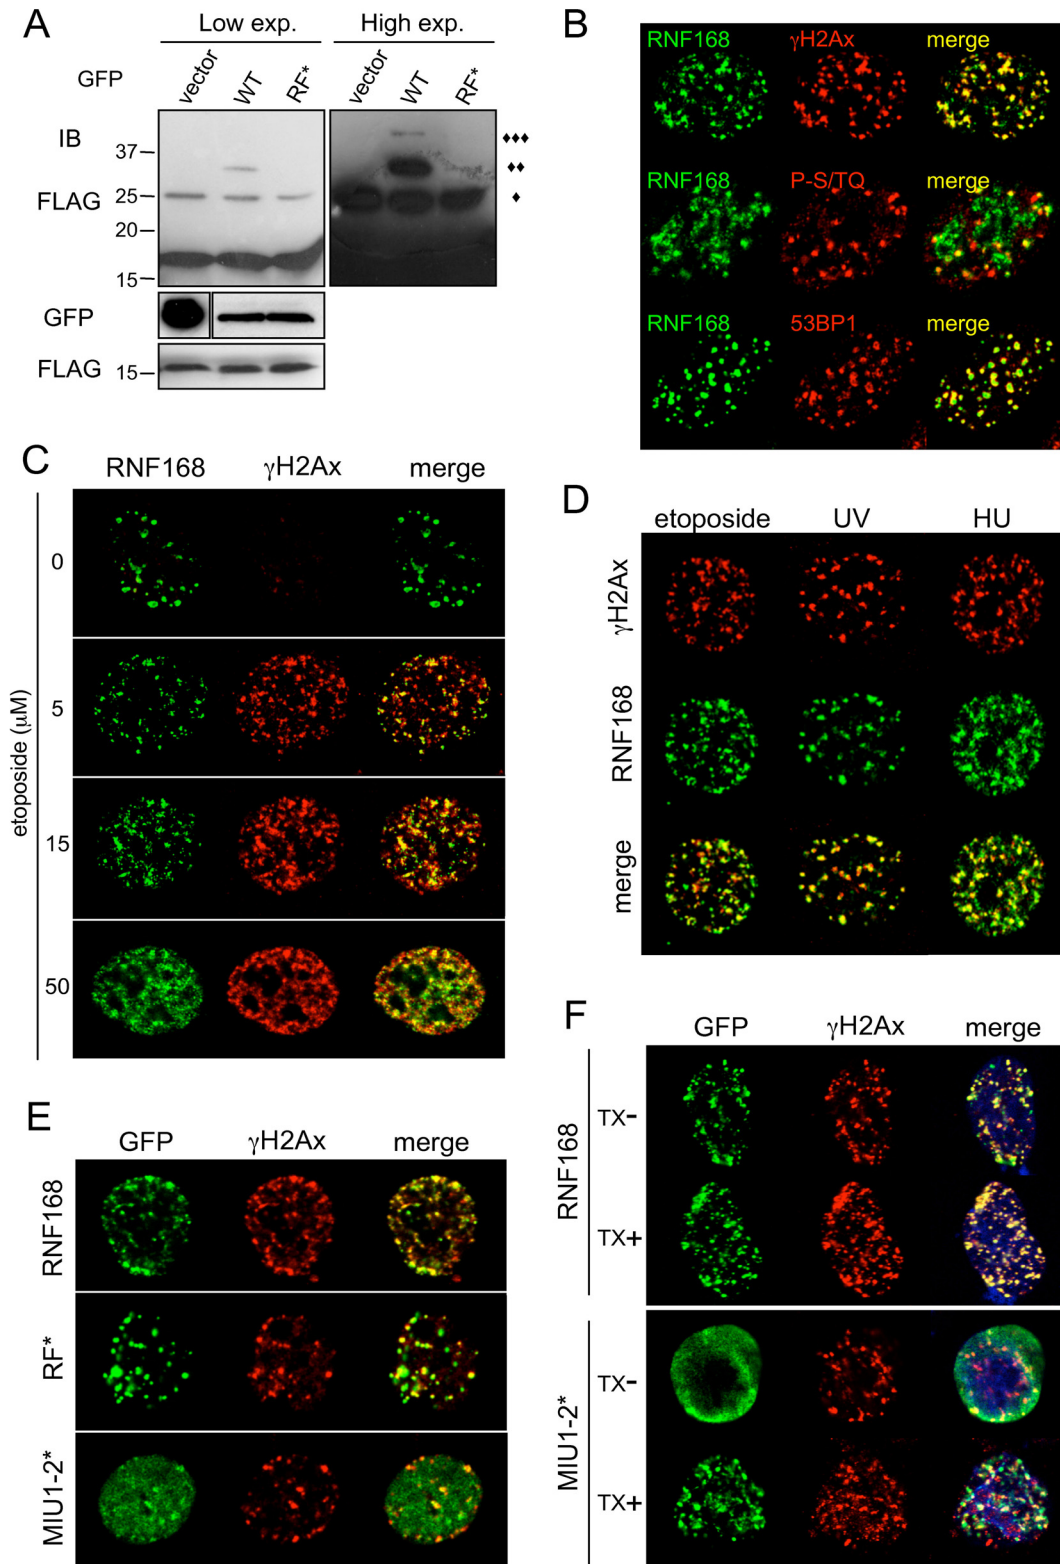 A
Low exp.
High exp.
GFP
vector
WT
RF*
vector
WT
RF*
IB
FLAG
37
25
20
15
♦♦♦
♦♦
♦
GFP
FLAG
15
B
RNF168 γH2Ax merge
RNF168 P-S/TQ merge
RNF168 53BP1 merge
C
RNF168 γH2Ax merge
etoposide (μM)
0
5
15
50
D
etoposide UV HU
γH2Ax
RNF168
merge
E
GFP γH2Ax merge
RNF168
RF*
MIU1-2*
F
GFP γH2Ax merge
RNF168
TX-
TX+
MIU1-2*
TX-
TX+